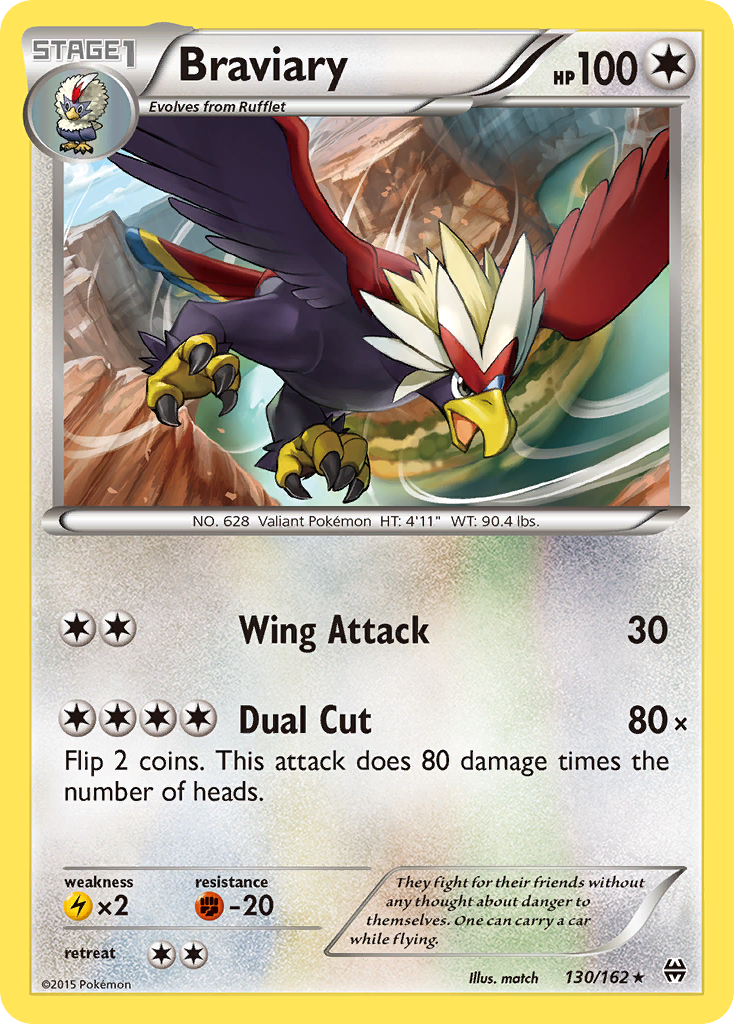 STAGE1
Braviary
HP100
Evolves from Rufflet
NO. 628 Valiant Pokémon HT: 4'11" WT: 90.4 lbs.
Wing Attack 30
Dual Cut 80×
Flip 2 coins. This attack does 80 damage times the
number of heads.
weakness resistance
×2 -20
They fight for their friends without
any thought about danger to
themselves. One can carry a car
while flying.
retreat
©2015 Pokémon
Illus. match 130/162 ★